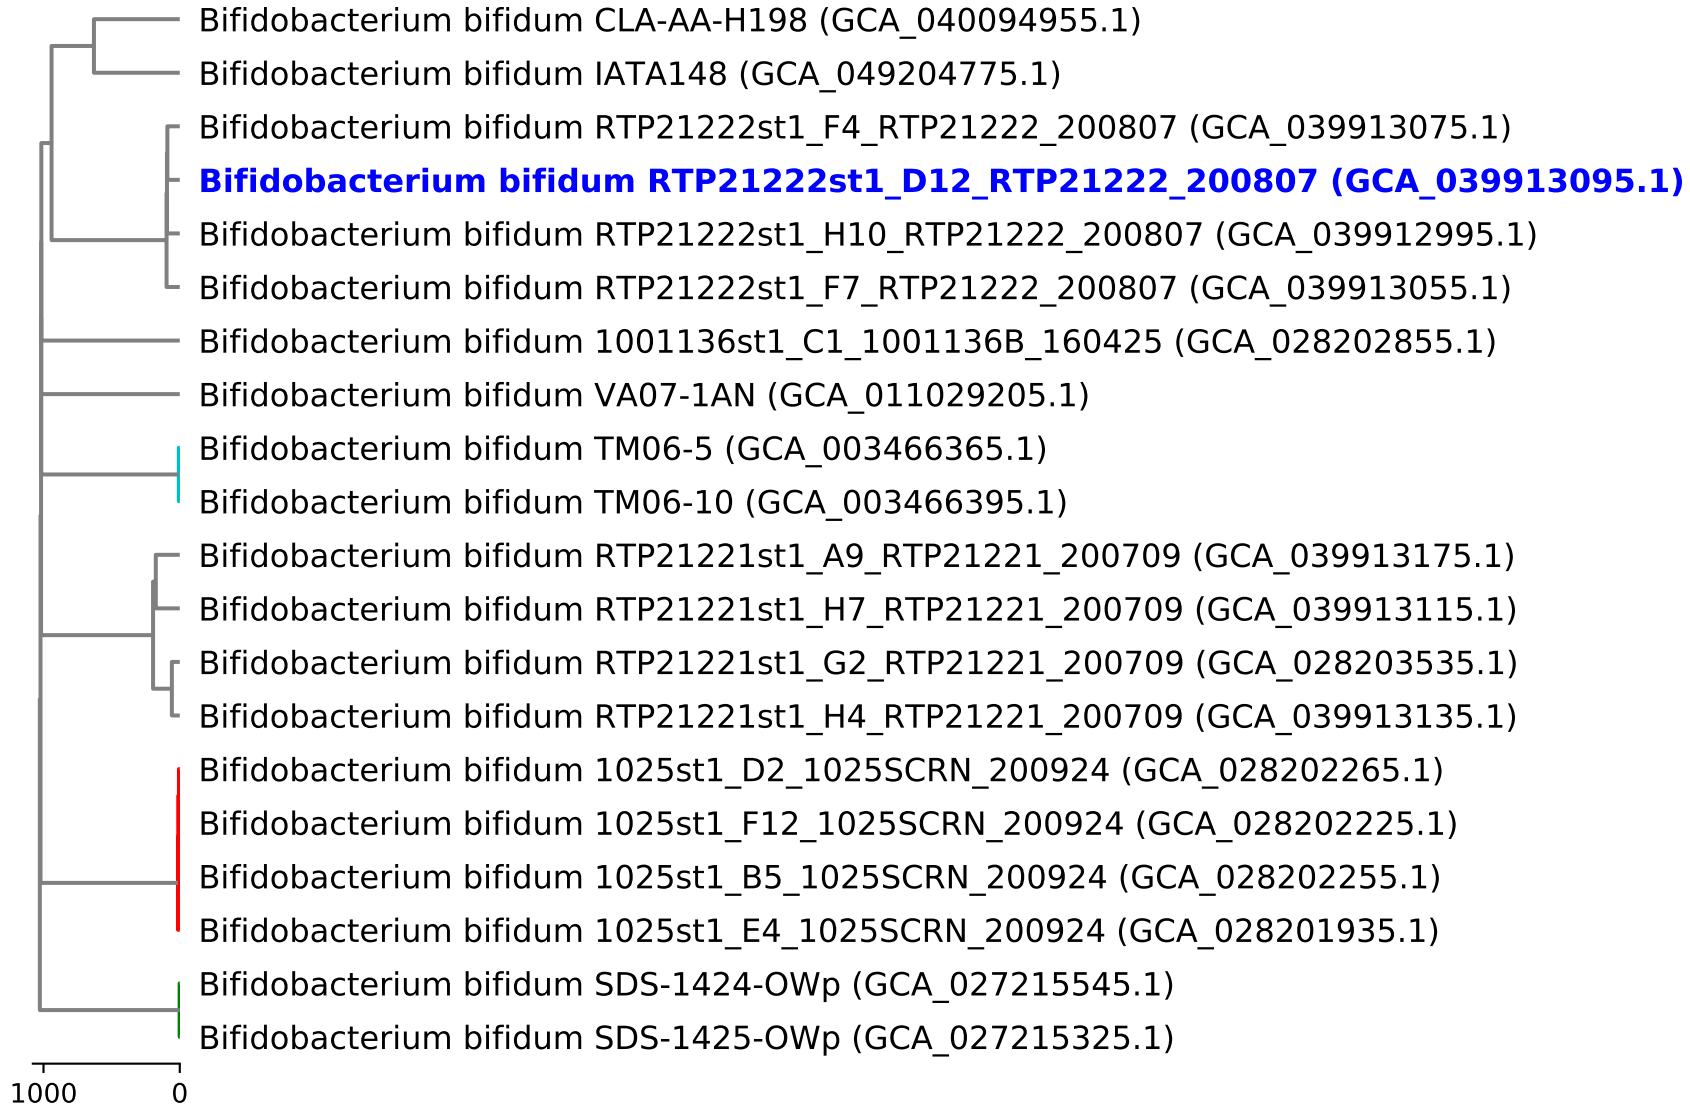 Bifidobacterium bifidum CLA-AA-H198 (GCA_040094955.1)
Bifidobacterium bifidum IATA148 (GCA_049204775.1)
Bifidobacterium bifidum RTP21222st1_F4_RTP21222_200807 (GCA_039913075.1)
Bifidobacterium bifidum RTP21222st1_D12_RTP21222_200807 (GCA_039913095.1)
Bifidobacterium bifidum RTP21222st1_H10_RTP21222_200807 (GCA_039912995.1)
Bifidobacterium bifidum RTP21222st1_F7_RTP21222_200807 (GCA_039913055.1)
Bifidobacterium bifidum 1001136st1_C1_1001136B_160425 (GCA_028202855.1)
Bifidobacterium bifidum VA07-1AN (GCA_011029205.1)
Bifidobacterium bifidum TM06-5 (GCA_003466365.1)
Bifidobacterium bifidum TM06-10 (GCA_003466395.1)
Bifidobacterium bifidum RTP21221st1_A9_RTP21221_200709 (GCA_039913175.1)
Bifidobacterium bifidum RTP21221st1_H7_RTP21221_200709 (GCA_039913115.1)
Bifidobacterium bifidum RTP21221st1_G2_RTP21221_200709 (GCA_028203535.1)
Bifidobacterium bifidum RTP21221st1_H4_RTP21221_200709 (GCA_039913135.1)
Bifidobacterium bifidum 1025st1_D2_1025SCRN_200924 (GCA_028202265.1)
Bifidobacterium bifidum 1025st1_F12_1025SCRN_200924 (GCA_028202225.1)
Bifidobacterium bifidum 1025st1_B5_1025SCRN_200924 (GCA_028202255.1)
Bifidobacterium bifidum 1025st1_E4_1025SCRN_200924 (GCA_028201935.1)
Bifidobacterium bifidum SDS-1424-OWp (GCA_027215545.1)
Bifidobacterium bifidum SDS-1425-OWp (GCA_027215325.1)
1000 0